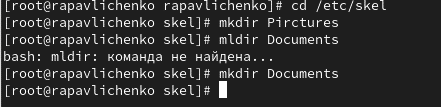 [root@rapavlichenko rapavlichenko]# cd /etc/skel
[root@rapavlichenko skel]# mkdir Pirctures
[root@rapavlichenko skel]# mldir Documents
bash: mldir: команда не найдена...
[root@rapavlichenko skel]# mkdir Documents
[root@rapavlichenko skel]#